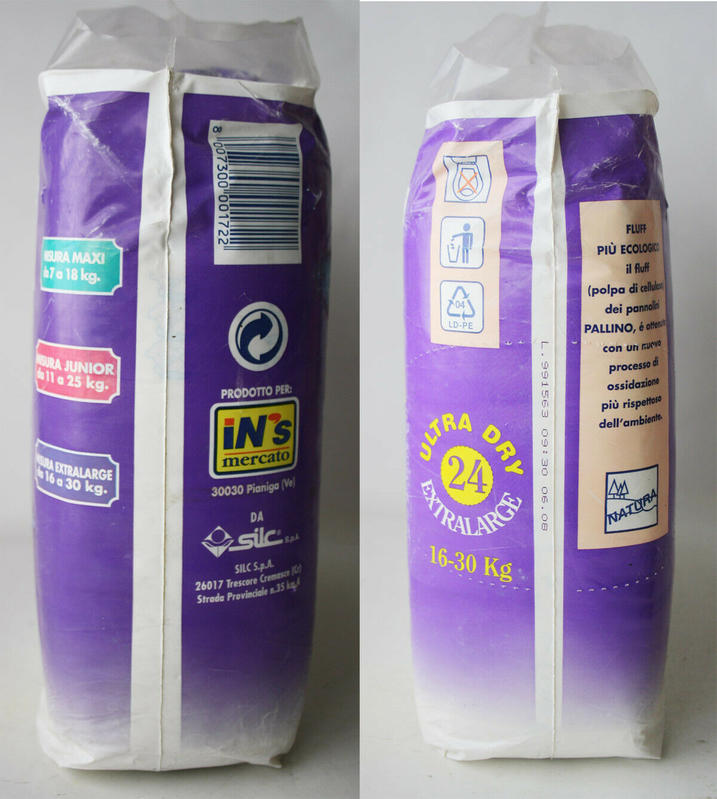 8 007300 001722
MISURA MAXI
da 7 a 18 kg.
MISURA JUNIOR
da 11 a 25 kg.
MISURA EXTRALARGE
da 16 a 30 kg.
PRODOTTO PER:
iN's
mercato
30030 Pianiga (Ve)
DA
silc S.p.A.
SILC S.p.A.
26017 Trescore Cremasco (Cr)
Strada Provinciale n.35 km.4
04
LD-PE
ULTRA DRY
24
EXTRALARGE
16-30 Kg
L.991563 09:30 06.08
FLUFF
PIÙ ECOLOGICO
il fluff
(polpa di cellulosa)
dei pannolini
PALLINO, é ottenuto
con un nuovo
processo di
ossidazione
più rispettoso
dell'ambiente.
NATURA